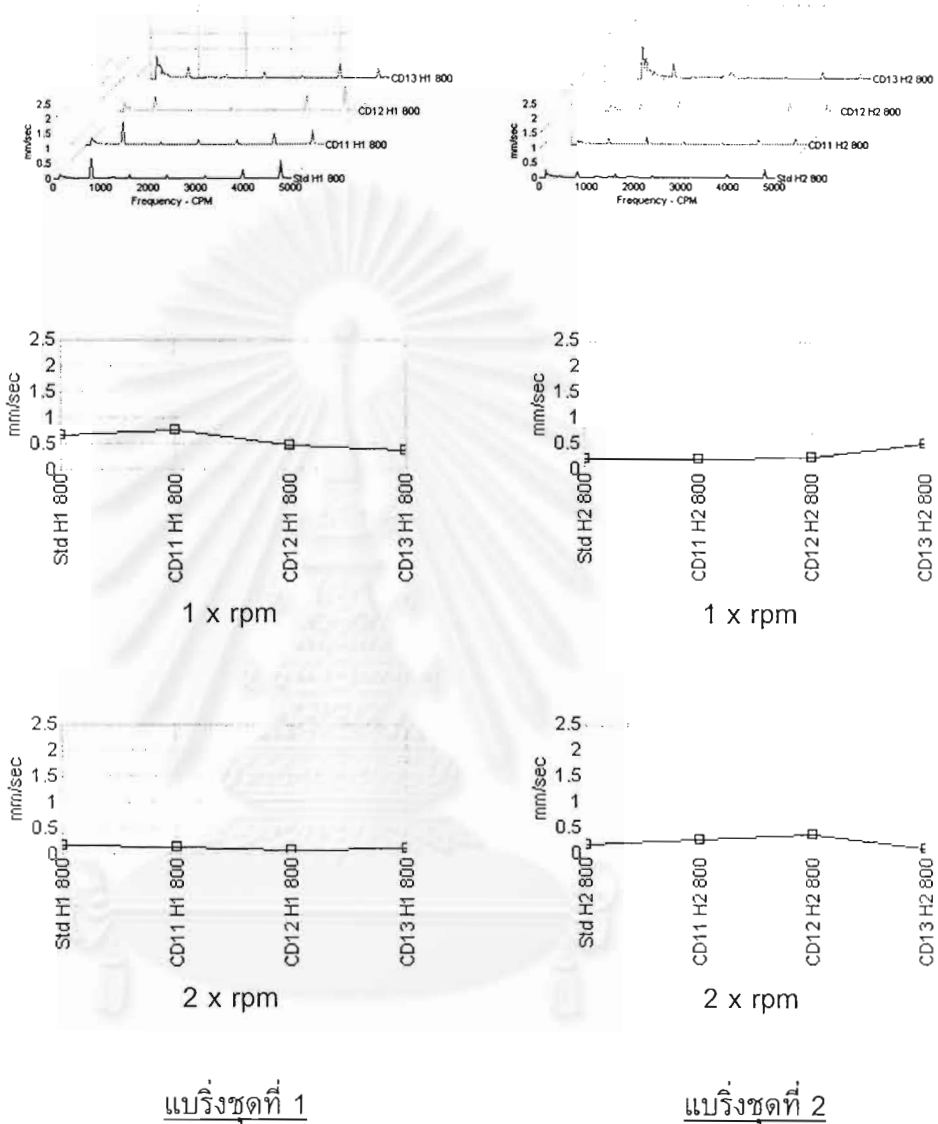 CD13 H1 800
CD12 H1 800
CD11 H1 800
Std H1 800
2.5
2
1.5
1
0.5
0
mm/sec
0 1000 2000 3000 4000 5000
Frequency - CPM
CD13 H2 800
CD12 H2 800
CD11 H2 800
Std H2 800
2.5
2
1.5
1
0.5
0
mm/sec
0 1000 2000 3000 4000 5000
Frequency - CPM
2.5
2
1.5
1
0.5
0
mm/sec
Std H1 800
CD11 H1 800
CD12 H1 800
CD13 H1 800
1 x rpm
2.5
2
1.5
1
0.5
0
mm/sec
Std H2 800
CD11 H2 800
CD12 H2 800
CD13 H2 800
1 x rpm
2.5
2
1.5
1
0.5
0
mm/sec
Std H1 800
CD11 H1 800
CD12 H1 800
CD13 H1 800
2 x rpm
2.5
2
1.5
1
0.5
0
mm/sec
Std H2 800
CD11 H2 800
CD12 H2 800
CD13 H2 800
2 x rpm
แบริ่งชุดที่ 1
แบริ่งชุดที่ 2